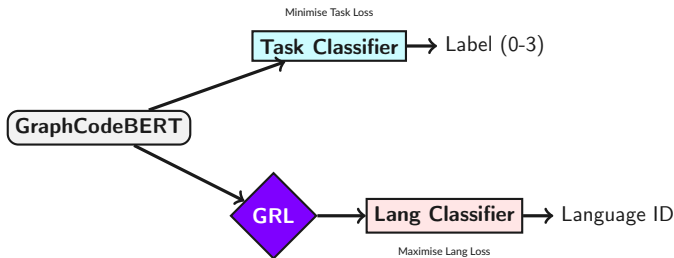 Minimise Task Loss
Task Classifier
Label (0-3)
GraphCodeBERT
GRL
Lang Classifier
Language ID
Maximise Lang Loss